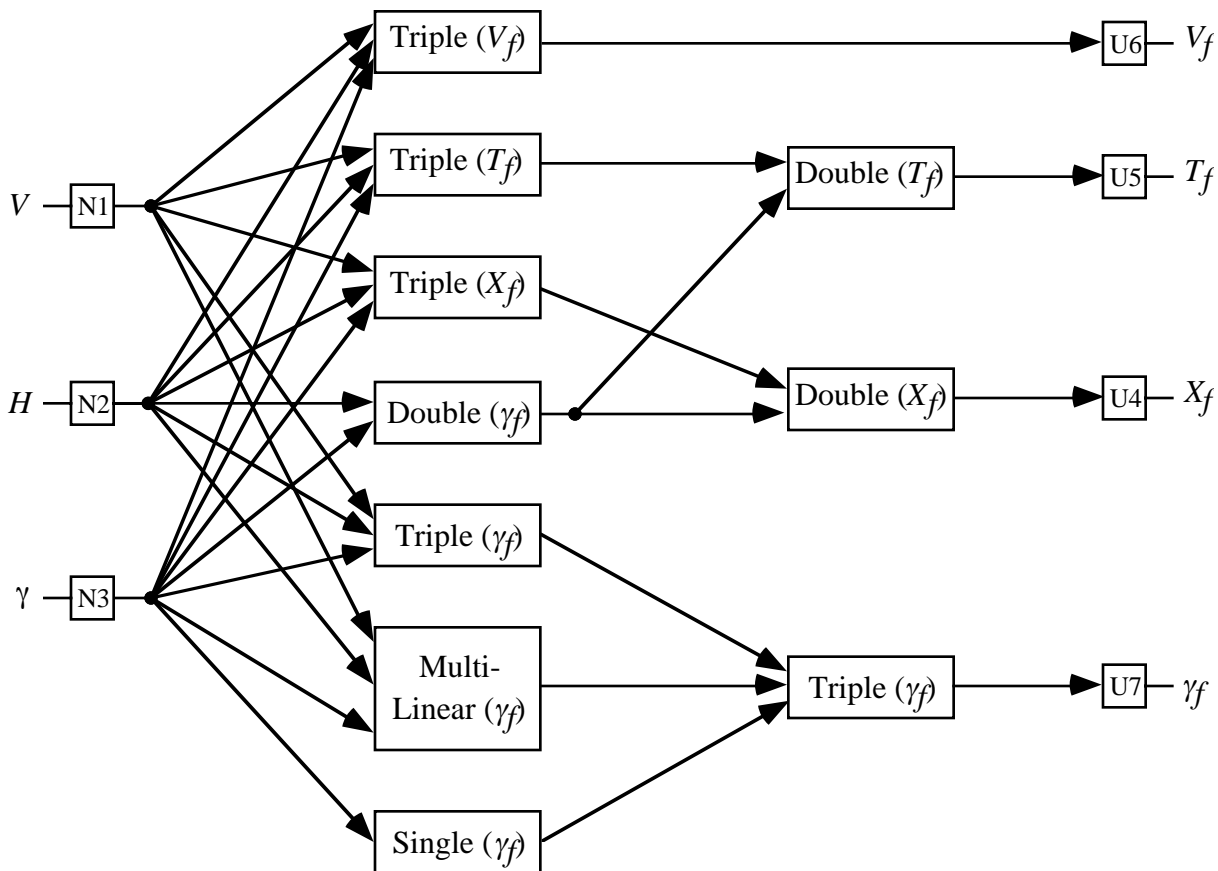 Triple (Vf)
U6
Vf
Triple (Tf)
Double (Tf)
U5
Tf
V
N1
Triple (Xf)
H
N2
Double (γf)
Double (Xf)
U4
Xf
Triple (γf)
γ
N3
Multi-
Linear (γf)
Triple (γf)
U7
γf
Single (γf)